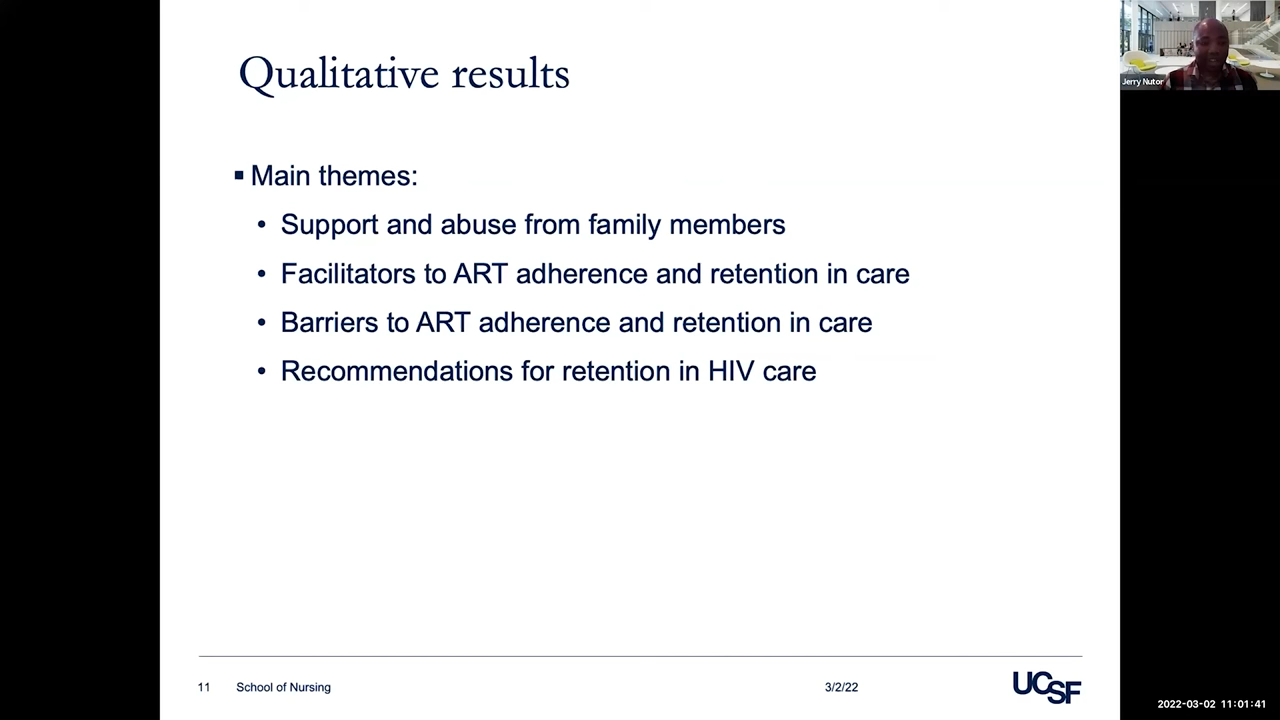 Qualitative results
Jerry Nutor
▪ Main themes:
• Support and abuse from family members
• Facilitators to ART adherence and retention in care
• Barriers to ART adherence and retention in care
• Recommendations for retention in HIV care
11 School of Nursing 3/2/22 UCSF
2022-03-02 11:01:41